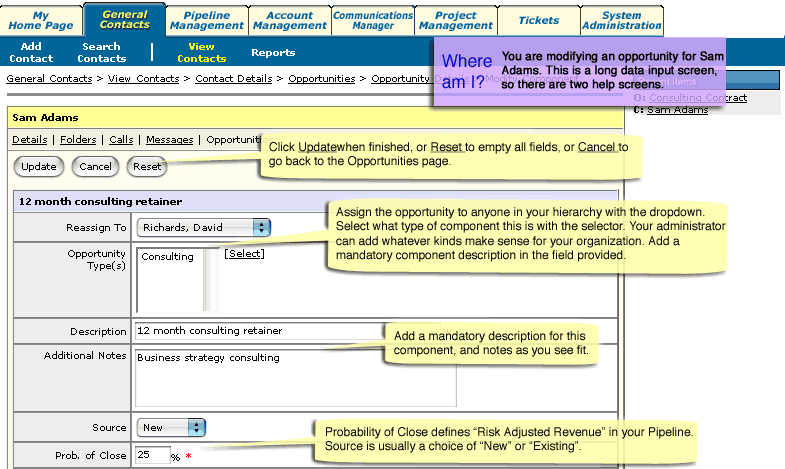 My Home Page
General Contacts
Pipeline Management
Account Management
Communications Manager
Project Management
Tickets
System Administration
Add Contact
Search Contacts
|
View Contacts
Reports
Where am I?
You are modifying an opportunity for Sam
Adams. This is a long data input screen,
so there are two help screens.
General Contacts > View Contacts > Contact Details > Opportunities > Opportunity Details > Modify Component
Items
O: Consulting Contract
C: Sam Adams
Sam Adams
Details | Folders | Calls | Messages | Opportunities
Click Updatewhen finished, or Reset to empty all fields, or Cancel to
go back to the Opportunities page.
Update
Cancel
Reset
12 month consulting retainer
Assign the opportunity to anyone in your hierarchy with the dropdown.
Select what type of component this is with the selector. Your administrator
can add whatever kinds make sense for your organization. Add a
mandatory component description in the field provided.
Reassign To
Richards, David
Opportunity
Type(s)
Consulting
[Select]
Description
12 month consulting retainer
Add a mandatory description for this
component, and notes as you see fit.
Additional Notes
Business strategy consulting
Source
New
Probability of Close defines “Risk Adjusted Revenue” in your Pipeline.
Source is usually a choice of “New” or “Existing”.
Prob. of Close
25 % *